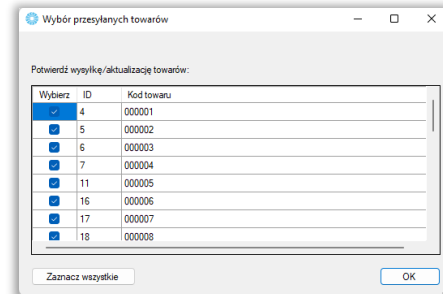 Wybór przesyłanych towarów
Potwierdź wysyłkę/aktualizację towarów:
Wybierz ID Kod towaru
4 000001
5 000002
6 000003
7 000004
11 000005
16 000006
17 000007
18 000008
Zaznacz wszystkie OK